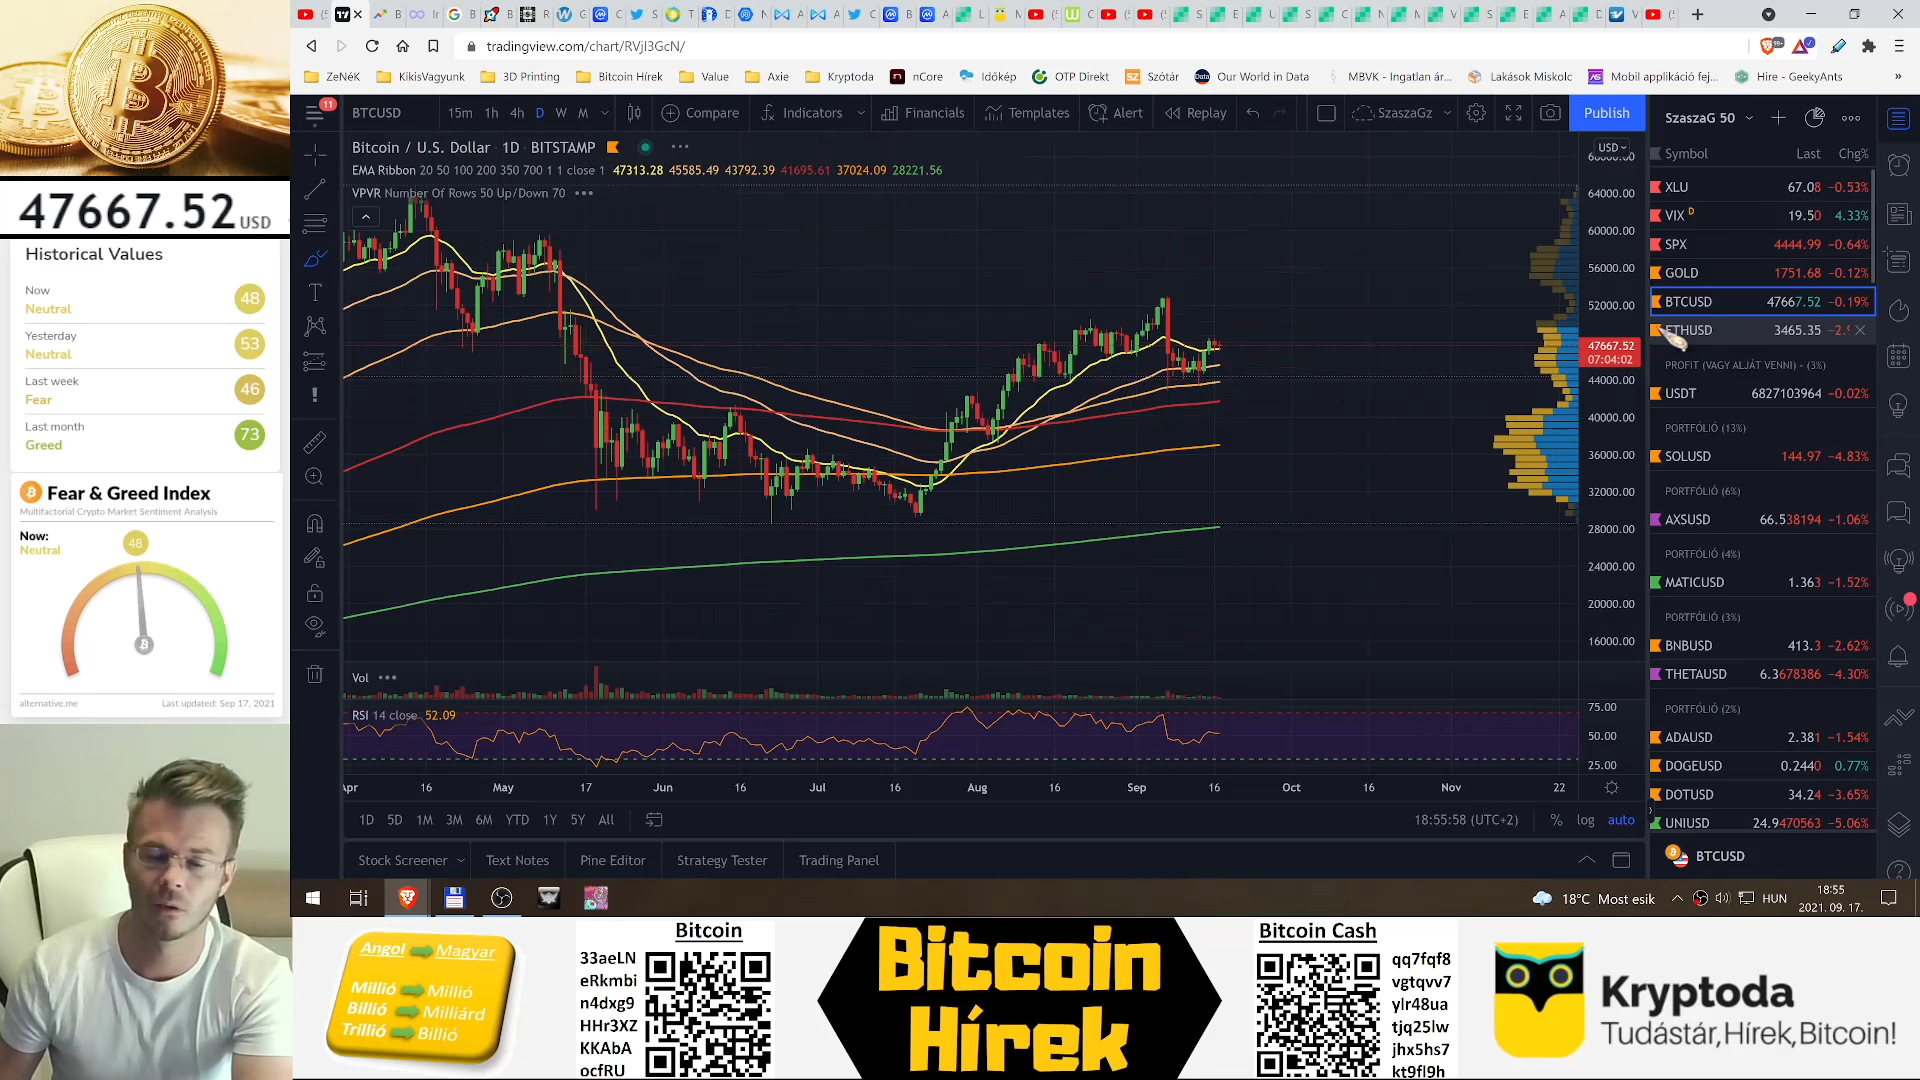 tradingview.com/chart/RVjI3GcN/
ZeNéK
KikisVagyunk
3D Printing
Bitcoin Hírek
Value
Axie
Kryptoda
nCore
Időkép
OTP Direkt
Szótár
Our World in Data
MBVK - Ingatlan ár...
Lakások Miskolc
Mobil applikáció fej...
Hire - GeekyAnts
11
BTCUSD
15m 1h 4h D W M
Compare
Indicators
Financials
Templates
Alert
Replay
SzaszaGz
Publish
SzaszaG 50
Bitcoin / U.S. Dollar · 1D · BITSTAMP
USD
EMA Ribbon 20 50 100 200 350 700 1 1 close 1 47313.28 45585.49 43792.39 41695.61 37024.09 28221.56
VPVR Number Of Rows 50 Up/Down 70
64000.00
60000.00
56000.00
52000.00
47667.52
07:04:02
44000.00
40000.00
36000.00
32000.00
28000.00
24000.00
20000.00
16000.00
Vol
RSI 14 close 52.09
75.00
50.00
25.00
Apr 16 May 17 Jun 16 Jul 16 Aug 16 Sep 16 Oct 16 Nov 22
1D 5D 1M 3M 6M YTD 1Y 5Y All
18:55:58 (UTC+2)
% log auto
Stock Screener
Text Notes
Pine Editor
Strategy Tester
Trading Panel
Symbol Last Chg%
XLU 67.08 −0.53%
VIX D 19.50 4.33%
SPX 4444.99 −0.64%
GOLD 1751.68 −0.12%
BTCUSD 47667.52 −0.19%
ETHUSD 3465.35
PROFIT (VAGY ALJÁT VENNI) - (3%)
USDT 6827103964 −0.02%
PORTFÓLIÓ (13%)
SOLUSD 144.97 −4.83%
PORTFÓLIÓ (6%)
AXSUSD 66.538194 −1.06%
PORTFÓLIÓ (4%)
MATICUSD 1.363 −1.52%
PORTFÓLIÓ (3%)
BNBUSD 413.3 −2.62%
THETAUSD 6.3678386 −4.30%
PORTFÓLIÓ (2%)
ADAUSD 2.381 −1.54%
DOGEUSD 0.2440 0.77%
DOTUSD 34.24 −3.65%
UNIUSD 24.9470563 −5.06%
BTCUSD
47667.52 USD
Historical Values
Now
Neutral
48
Yesterday
Neutral
53
Last week
Fear
46
Last month
Greed
73
Fear & Greed Index
Multifactorial Crypto Market Sentiment Analysis
Now:
Neutral
48
alternative.me
Last updated: Sep 17, 2021
18°C Most esik
HUN
18:55
2021. 09. 17.
Angol Magyar
Millió Millió
Billió Milliárd
Trillió Billió
Bitcoin
33aeLN
eRkmbi
n4dxg9
HHr3XZ
KKAbA
ocfRU
Bitcoin
Hírek
Bitcoin Cash
qq7fqf8
vgtqvv7
ylr48ua
tjq25lw
jhx5hs7
kt9fl9h
Kryptoda
Tudástár,Hírek,Bitcoin!